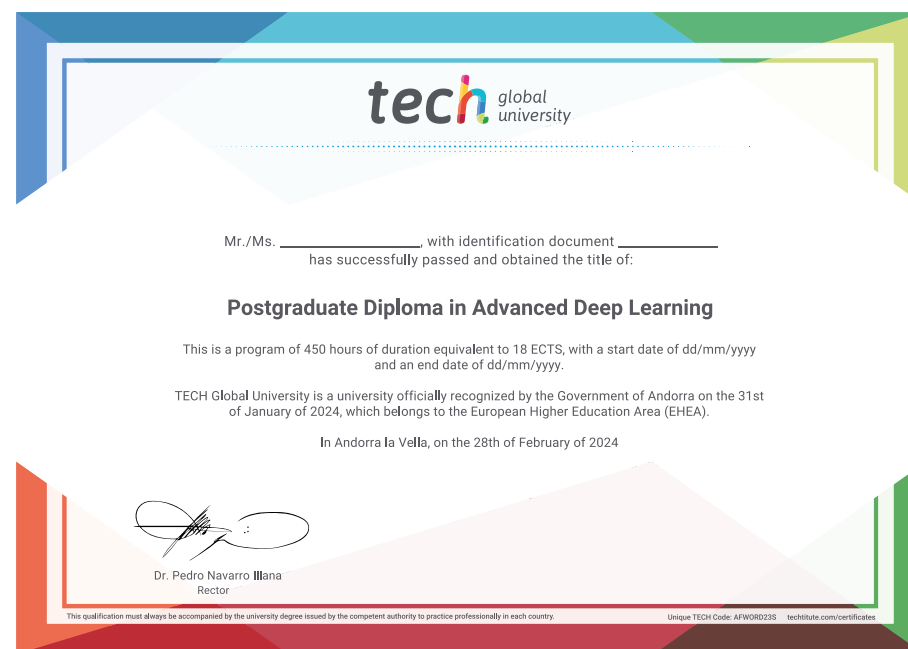 tech global university
Mr./Ms. ____________________, with identification document ______________
has successfully passed and obtained the title of:
Postgraduate Diploma in Advanced Deep Learning
This is a program of 450 hours of duration equivalent to 18 ECTS, with a start date of dd/mm/yyyy
and an end date of dd/mm/yyyy.
TECH Global University is a university officially recognized by the Government of Andorra on the 31st
of January of 2024, which belongs to the European Higher Education Area (EHEA).
In Andorra la Vella, on the 28th of February of 2024
Dr. Pedro Navarro Illana
Rector
This qualification must always be accompanied by the university degree issued by the competent authority to practice professionally in each country.
Unique TECH Code: AFWORD23S techtitute.com/certificates